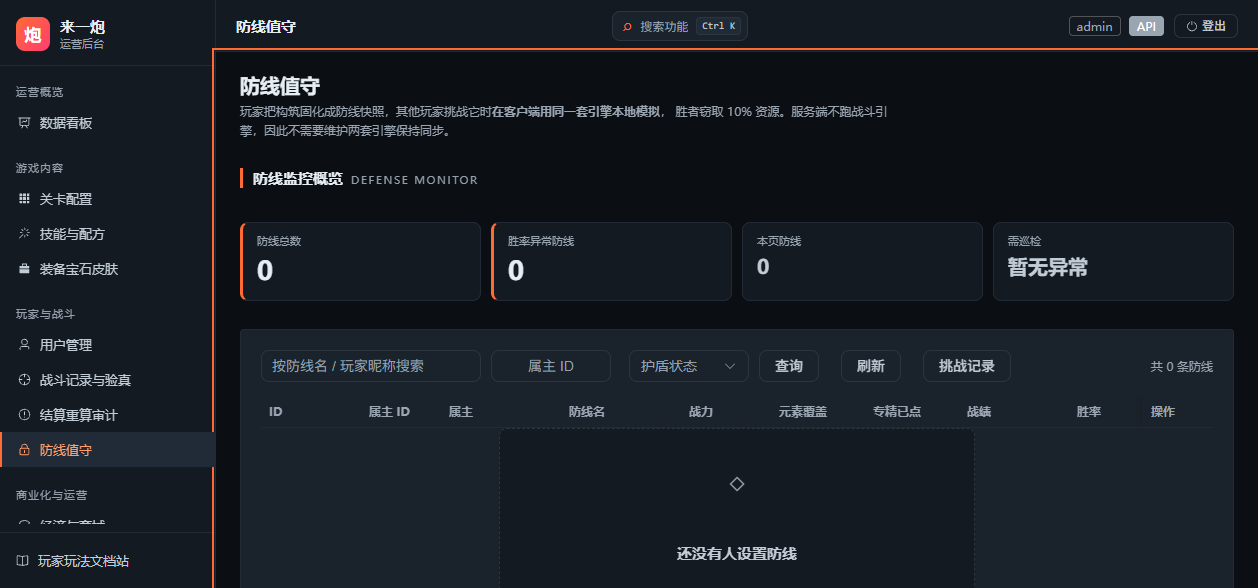 炮
来一炮
运营后台
防线值守
搜索功能 Ctrl K
admin
API
登出
运营概览
数据看板
游戏内容
关卡配置
技能与配方
装备宝石皮肤
玩家与战斗
用户管理
战斗记录与验真
结算重算审计
防线值守
商业化与运营
玩家玩法文档站
防线值守
玩家把构筑固化成防线快照，其他玩家挑战它时在客户端用同一套引擎本地模拟， 胜者窃取 10% 资源。服务端不跑战斗引
擎，因此不需要维护两套引擎保持同步。
防线监控概览 DEFENSE MONITOR
防线总数
0
胜率异常防线
0
本页防线
0
需巡检
暂无异常
按防线名 / 玩家昵称搜索
属主 ID
护盾状态
查询
刷新
挑战记录
共 0 条防线
ID 属主 ID 属主 防线名 战力 元素覆盖 专精已点 战绩 胜率 操作
还没有人设置防线